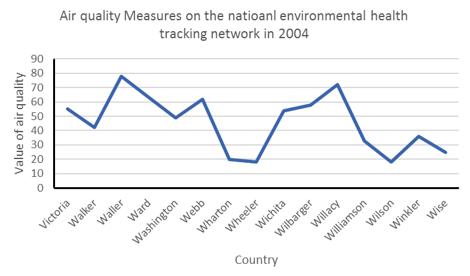 Air quality Measures on the natioanl environmental health
tracking network in 2004
Value of air quality
90
80
70
60
50
40
30
20
10
0
Victoria
Walker
Waller
Ward
Washington
Webb
Wharton
Wheeler
Wichita
Wilbarger
Willacy
Williamson
Wilson
Winkler
Wise
Country